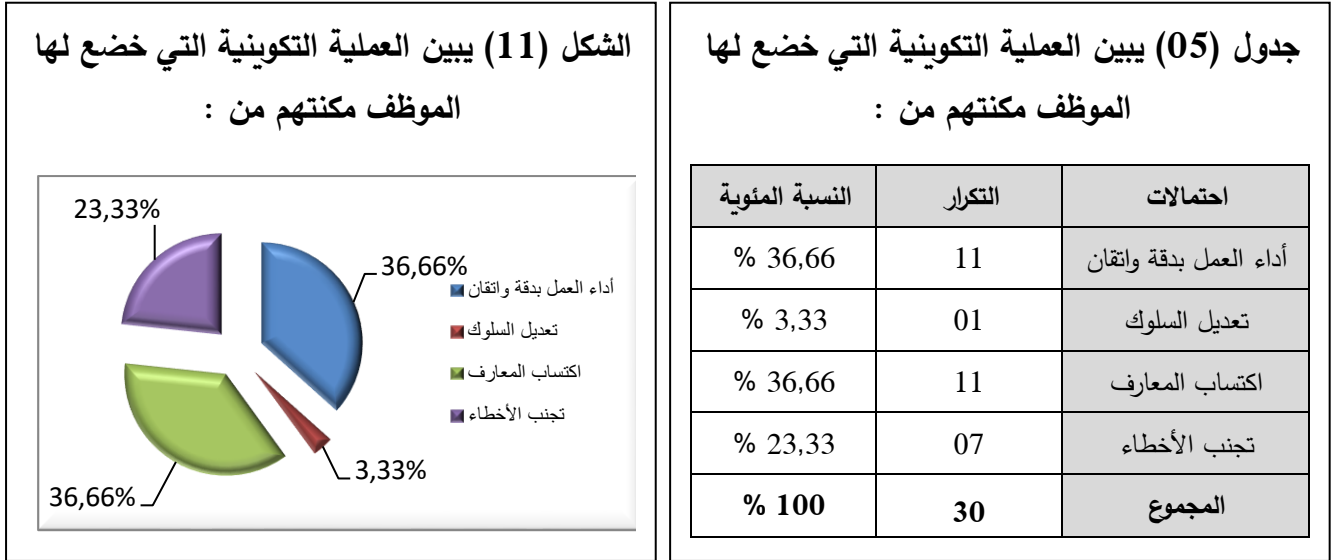 جدول (05) يبين العملية التكوينية التي خضع لها
الموظف مكنتهم من :
احتمالات التكرار النسبة المئوية
أداء العمل بدقة واتقان 11 36,66 %
تعديل السلوك 01 3,33 %
اكتساب المعارف 11 36,66 %
تجنب الأخطاء 07 23,33 %
المجموع 30 100 %
الشكل (11) يبين العملية التكوينية التي خضع لها
الموظف مكنتهم من :
23,33%
36,66%
أداء العمل بدقة واتقان
تعديل السلوك
اكتساب المعارف
تجنب الأخطاء
3,33%
36,66%